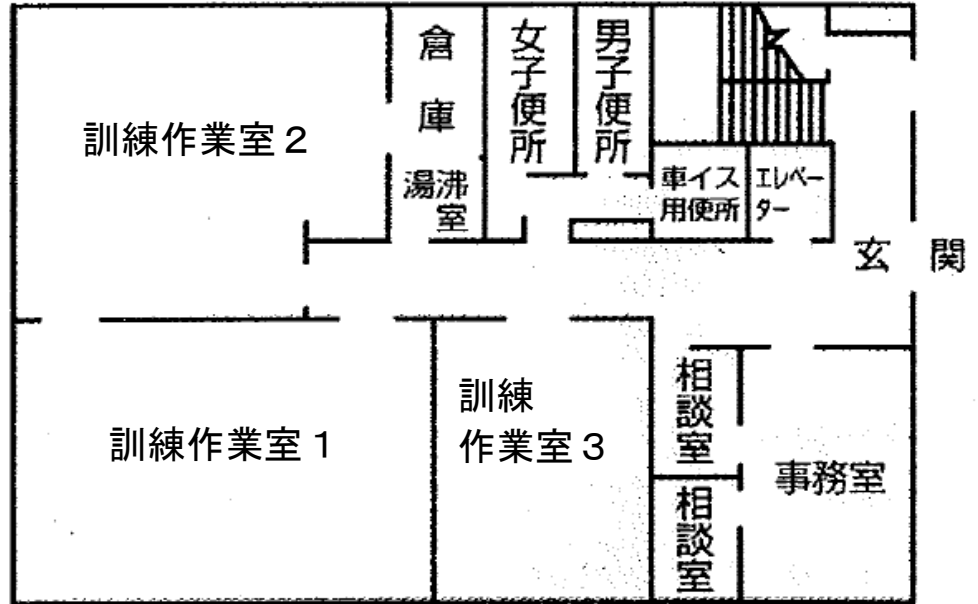 訓練作業室２
倉庫
湯沸室
女子便所
男子便所
車イス用便所
エレベーター
玄関
訓練作業室１
訓練
作業室３
相談室
相談室
事務室